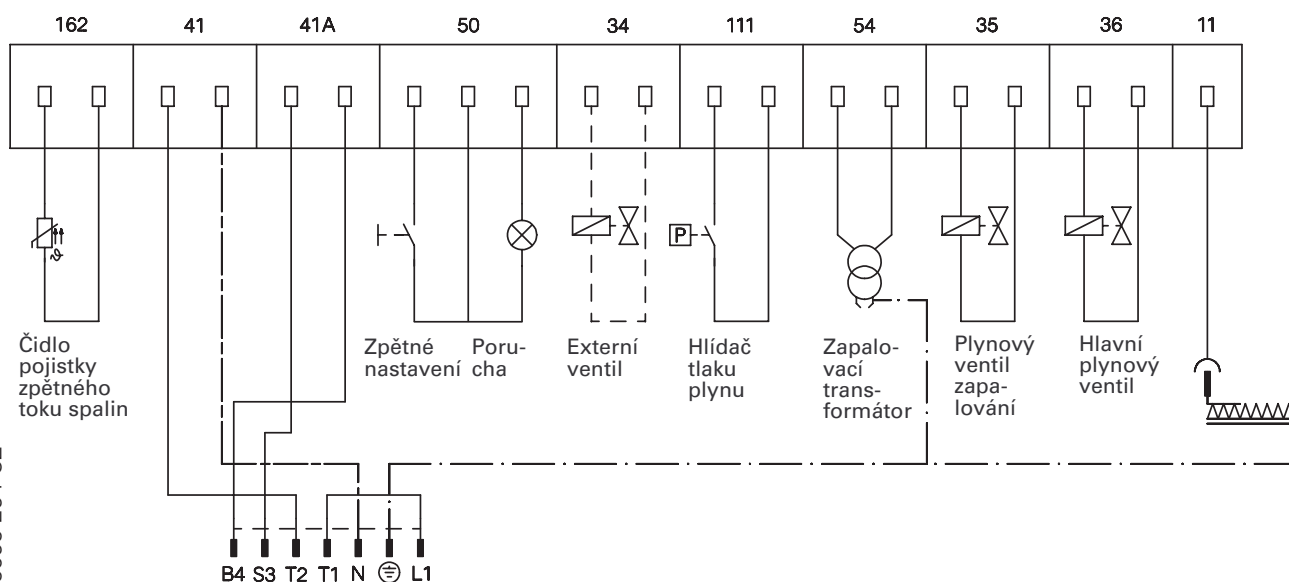 162 41 41A 50 34 111 54 35 36 11
ϑ
P
Čidlo
pojistky
zpětného
toku spalin
Zpětné
nastavení
Poru-
cha
Externí
ventil
Hlídač
tlaku
plynu
Zapalo-
vací
trans-
formátor
Plynový
ventil
zapa-
lování
Hlavní
plynový
ventil
B4 S3 T2 T1 N L1